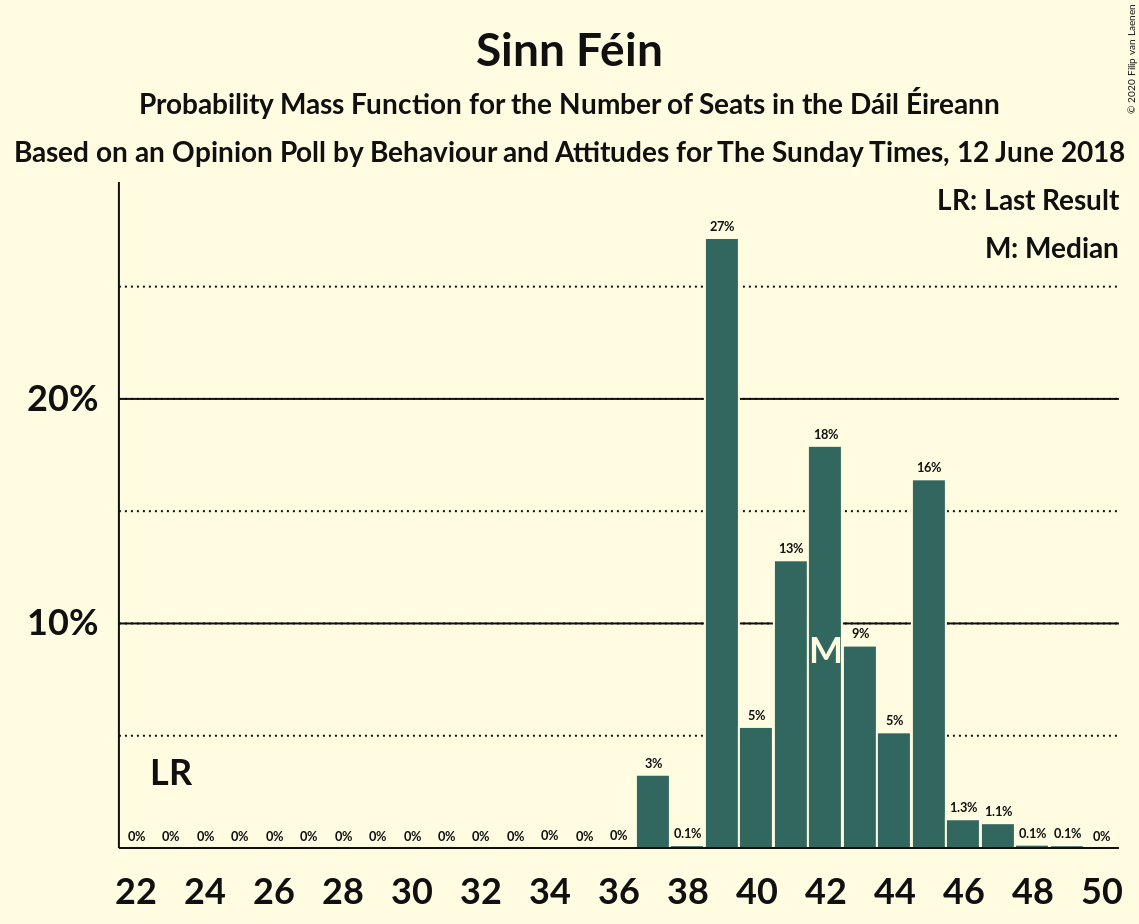 Sinn Féin
Probability Mass Function for the Number of Seats in the Dáil Éireann
Based on an Opinion Poll by Behaviour and Attitudes for The Sunday Times, 12 June 2018
© 2020 Filip van Laenen
LR: Last Result
M: Median
27%
20%
18%
16%
13%
10%
9%
M
5%
5%
LR
3%
1.3%
1.1%
0% 0% 0% 0% 0% 0% 0% 0% 0% 0% 0% 0% 0% 0% 0% 0.1% 0.1% 0.1% 0%
22 24 26 28 30 32 34 36 38 40 42 44 46 48 50